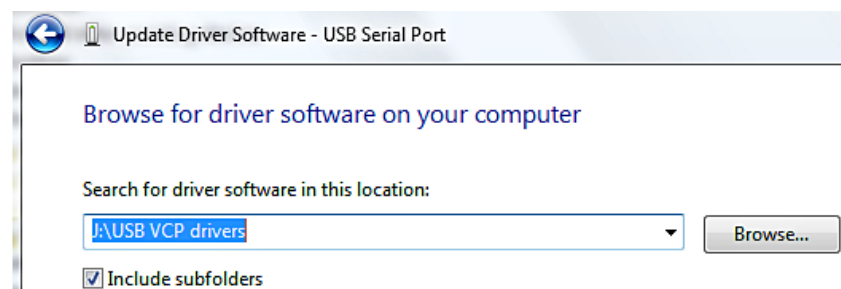 Update Driver Software - USB Serial Port
Browse for driver software on your computer
Search for driver software in this location:
J:\USB VCP drivers
Browse...
Include subfolders